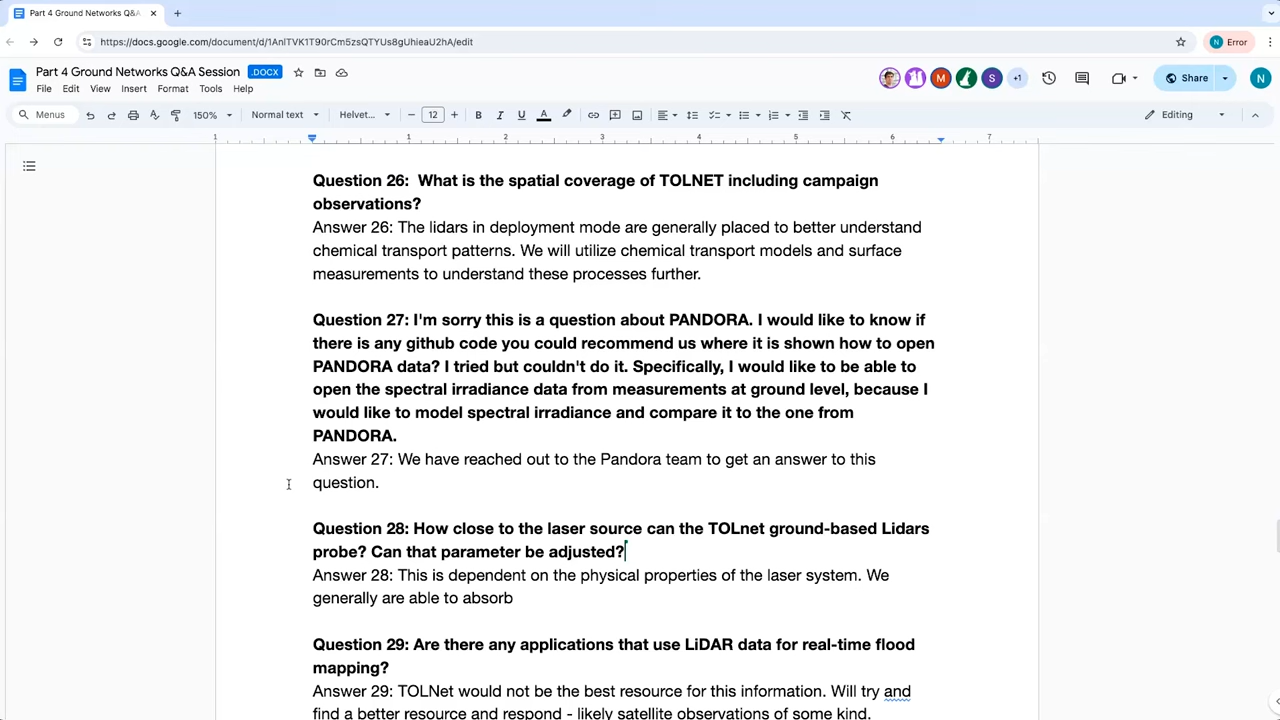 Part 4 Ground Networks Q&A
https://docs.google.com/document/d/1AnlTVK1T90rCm5zsQTYUs8gUhieaU2hA/edit
N
Error
Part 4 Ground Networks Q&A Session .DOCX
M
S
+1
Share
N
File Edit View Insert Format Tools Help
Menus
150%
Normal text
Helvet...
12
B I U A
Editing
1 1 2 3 4 5 6 7
Question 26: What is the spatial coverage of TOLNET including campaign
observations?
Answer 26: The lidars in deployment mode are generally placed to better understand
chemical transport patterns. We will utilize chemical transport models and surface
measurements to understand these processes further.
Question 27: I'm sorry this is a question about PANDORA. I would like to know if
there is any github code you could recommend us where it is shown how to open
PANDORA data? I tried but couldn't do it. Specifically, I would like to be able to
open the spectral irradiance data from measurements at ground level, because I
would like to model spectral irradiance and compare it to the one from
PANDORA.
Answer 27: We have reached out to the Pandora team to get an answer to this
question.
Question 28: How close to the laser source can the TOLnet ground-based Lidars
probe? Can that parameter be adjusted?
Answer 28: This is dependent on the physical properties of the laser system. We
generally are able to absorb
Question 29: Are there any applications that use LiDAR data for real-time flood
mapping?
Answer 29: TOLNet would not be the best resource for this information. Will try and
find a better resource and respond - likely satellite observations of some kind.